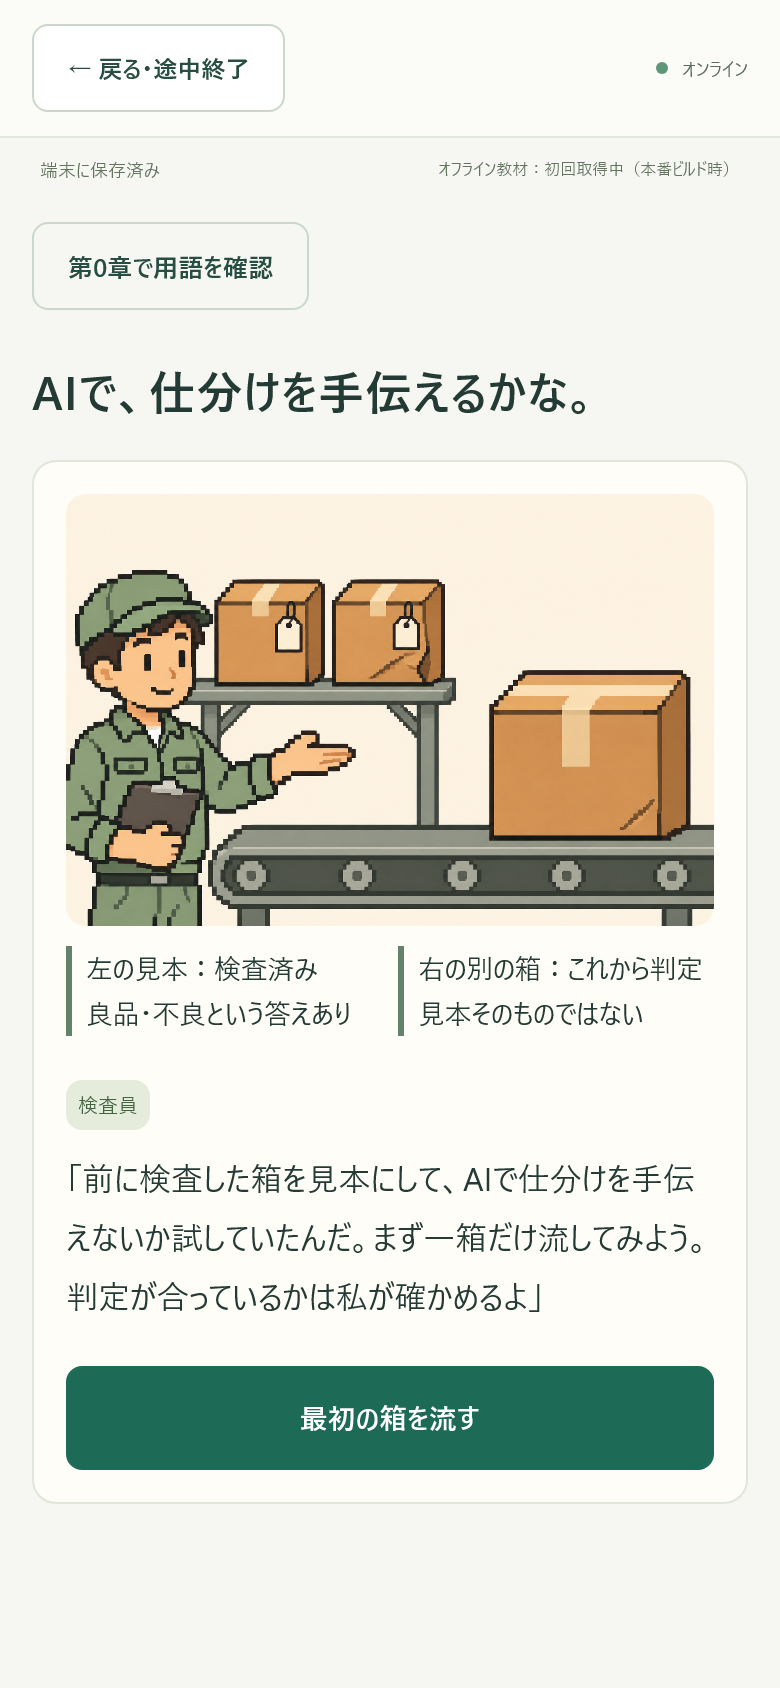 ← 戻る・途中終了
オンライン
端末に保存済み
オフライン教材：初回取得中（本番ビルド時）
第0章で用語を確認
AIで、仕分けを手伝えるかな。
左の見本：検査済み
良品・不良という答えあり
右の別の箱：これから判定
見本そのものではない
検査員
「前に検査した箱を見本にして、AIで仕分けを手伝
えないか試していたんだ。まず一箱だけ流してみよう。
判定が合っているかは私が確かめるよ」
最初の箱を流す